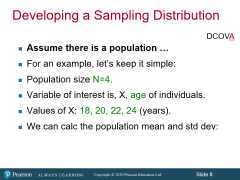 Developing a Sampling Distribution
DCOVA
Assume there is a population …
For an example, let's keep it simple:
Population size N=4.
Variable of interest is, X, age of individuals.
Values of X: 18, 20, 22, 24 (years).
We can calc the population mean and std dev:
Pearson ALWAYS LEARNING Copyright © 2020 Pearson Education Ltd. Slide 8